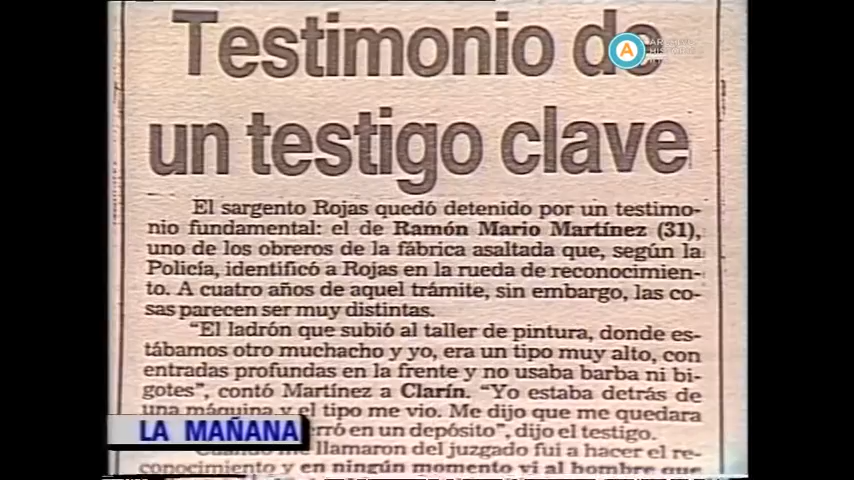 Testimonio de
un testigo clave
El sargento Rojas quedó detenido por un testimo-
nio fundamental: el de Ramón Mario Martínez (31),
uno de los obreros de la fábrica asaltada que, según la
Policía, identificó a Rojas en la rueda de reconocimien-
to. A cuatro años de aquel trámite, sin embargo, las co-
sas parecen ser muy distintas.
"El ladrón que subió al taller de pintura, donde es-
tábamos otro muchacho y yo, era un tipo muy alto, con
entradas profundas en la frente y no usaba barba ni bi-
gotes", contó Martínez a Clarín. "Yo estaba detrás de
una máquina y el tipo me vio. Me dijo que me quedara
erró en un depósito", dijo el testigo.
Cuando me llamaron del juzgado fui a hacer el re-
conocimiento y en ningún momento vi al hombre que
LA MAÑANA
A
ARCHIVO
HISTÓRICO